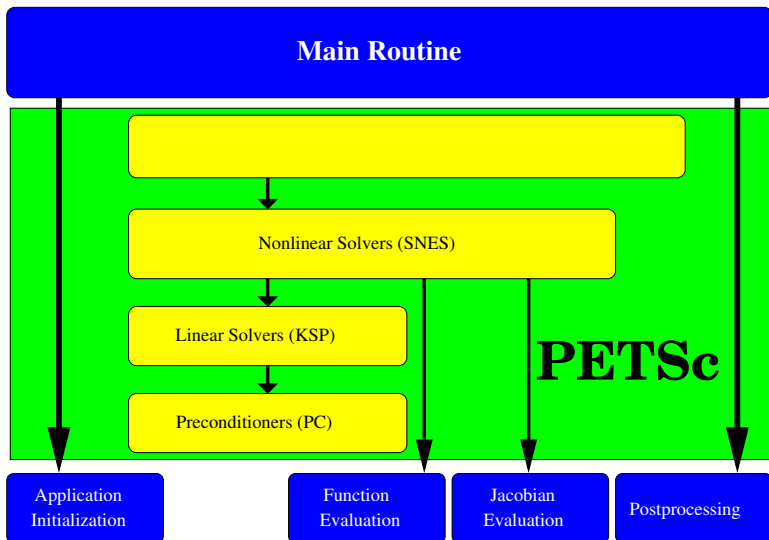 Main Routine
Nonlinear Solvers (SNES)
Linear Solvers (KSP)
PETSc
Preconditioners (PC)
Application
Initialization
Function
Evaluation
Jacobian
Evaluation
Postprocessing